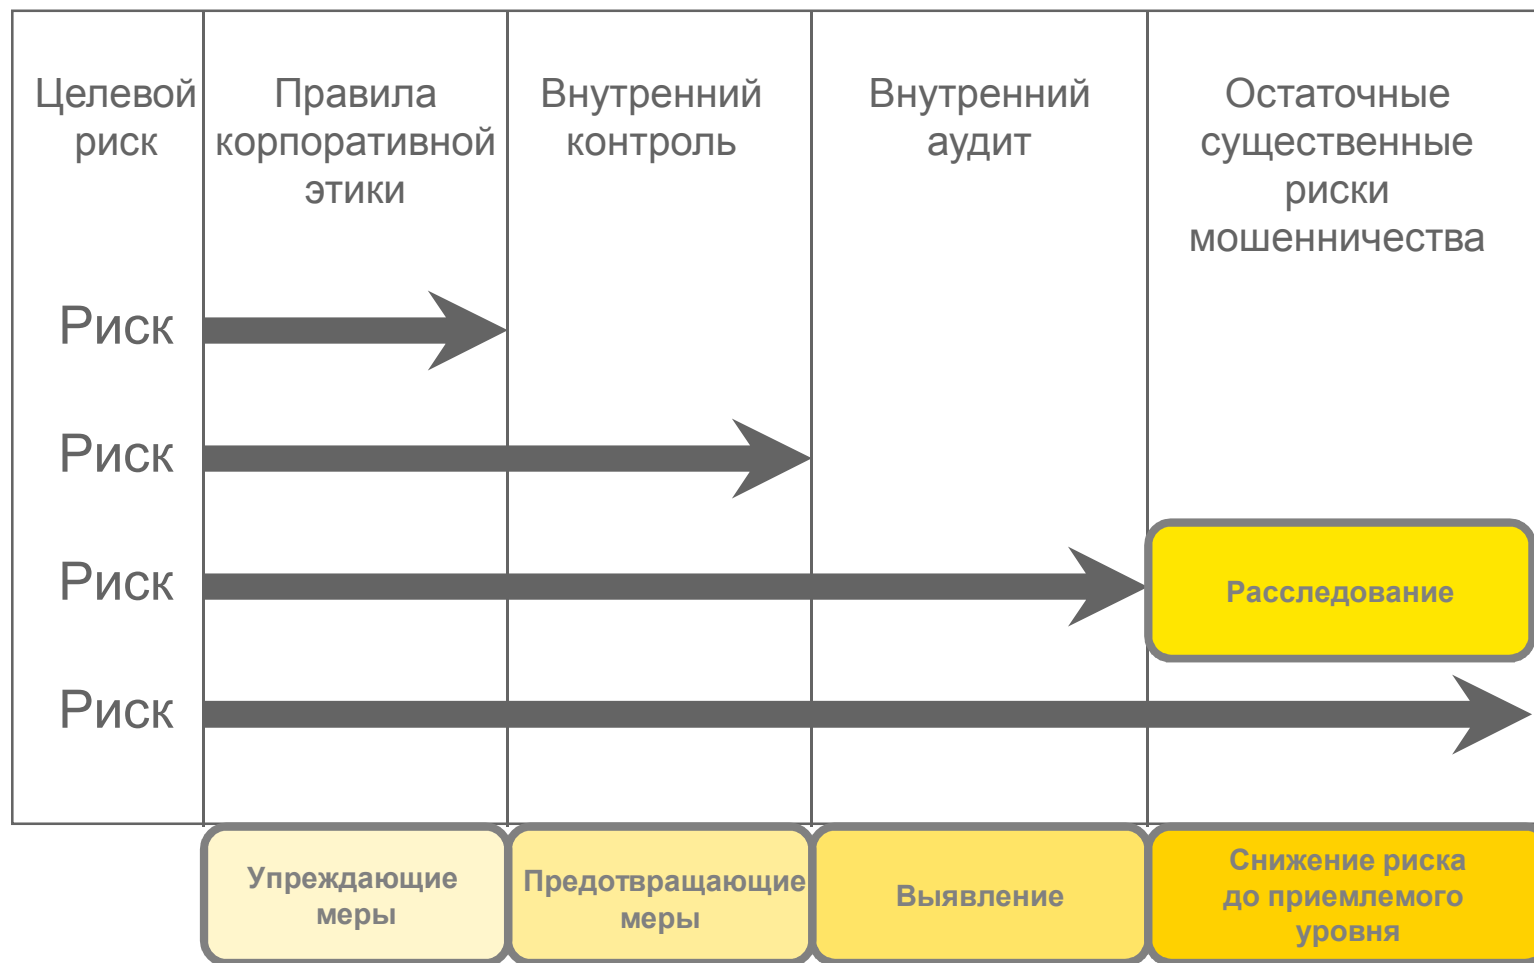 Целевой
риск
Правила
корпоративной
этики
Внутренний
контроль
Внутренний
аудит
Остаточные
существенные
риски
мошенничества
Риск
Риск
Риск
Расследование
Риск
Упреждающие
меры
Предотвращающие
меры
Выявление
Снижение риска
до приемлемого
уровня